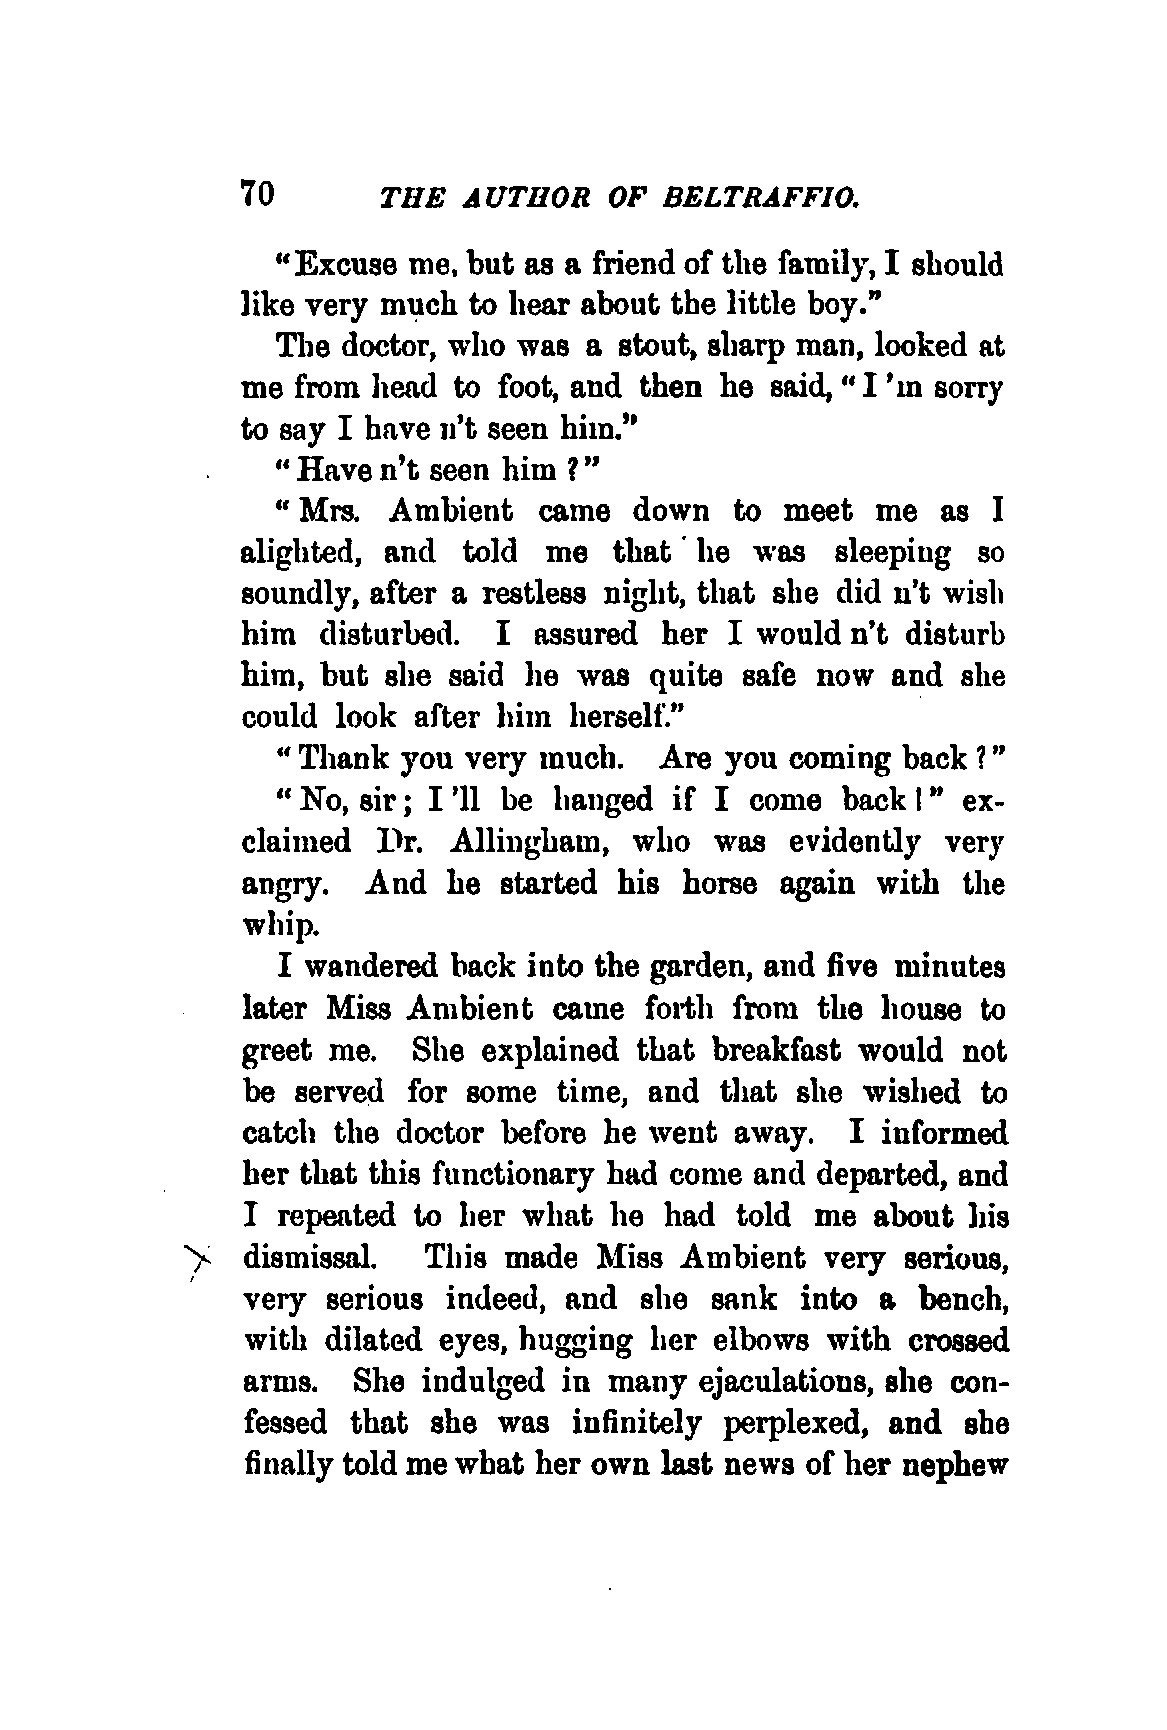 70 THE AUTHOR OF BELTRAFFIO.
"Excuse me, but as a friend of the family, I should
like very much to hear about the little boy."
The doctor, who was a stout, sharp man, looked at
me from head to foot, and then he said, "I'm sorry
to say I have n't seen him."
"Have n't seen him?"
"Mrs. Ambient came down to meet me as I
alighted, and told me that he was sleeping so
soundly, after a restless night, that she did n't wish
him disturbed. I assured her I would n't disturb
him, but she said he was quite safe now and she
could look after him herself."
"Thank you very much. Are you coming back?"
"No, sir; I'll be hanged if I come back!" ex-
claimed Dr. Allingham, who was evidently very
angry. And he started his horse again with the
whip.
I wandered back into the garden, and five minutes
later Miss Ambient came forth from the house to
greet me. She explained that breakfast would not
be served for some time, and that she wished to
catch the doctor before he went away. I informed
her that this functionary had come and departed, and
I repeated to her what he had told me about his
dismissal. This made Miss Ambient very serious,
very serious indeed, and she sank into a bench,
with dilated eyes, hugging her elbows with crossed
arms. She indulged in many ejaculations, she con-
fessed that she was infinitely perplexed, and she
finally told me what her own last news of her nephew